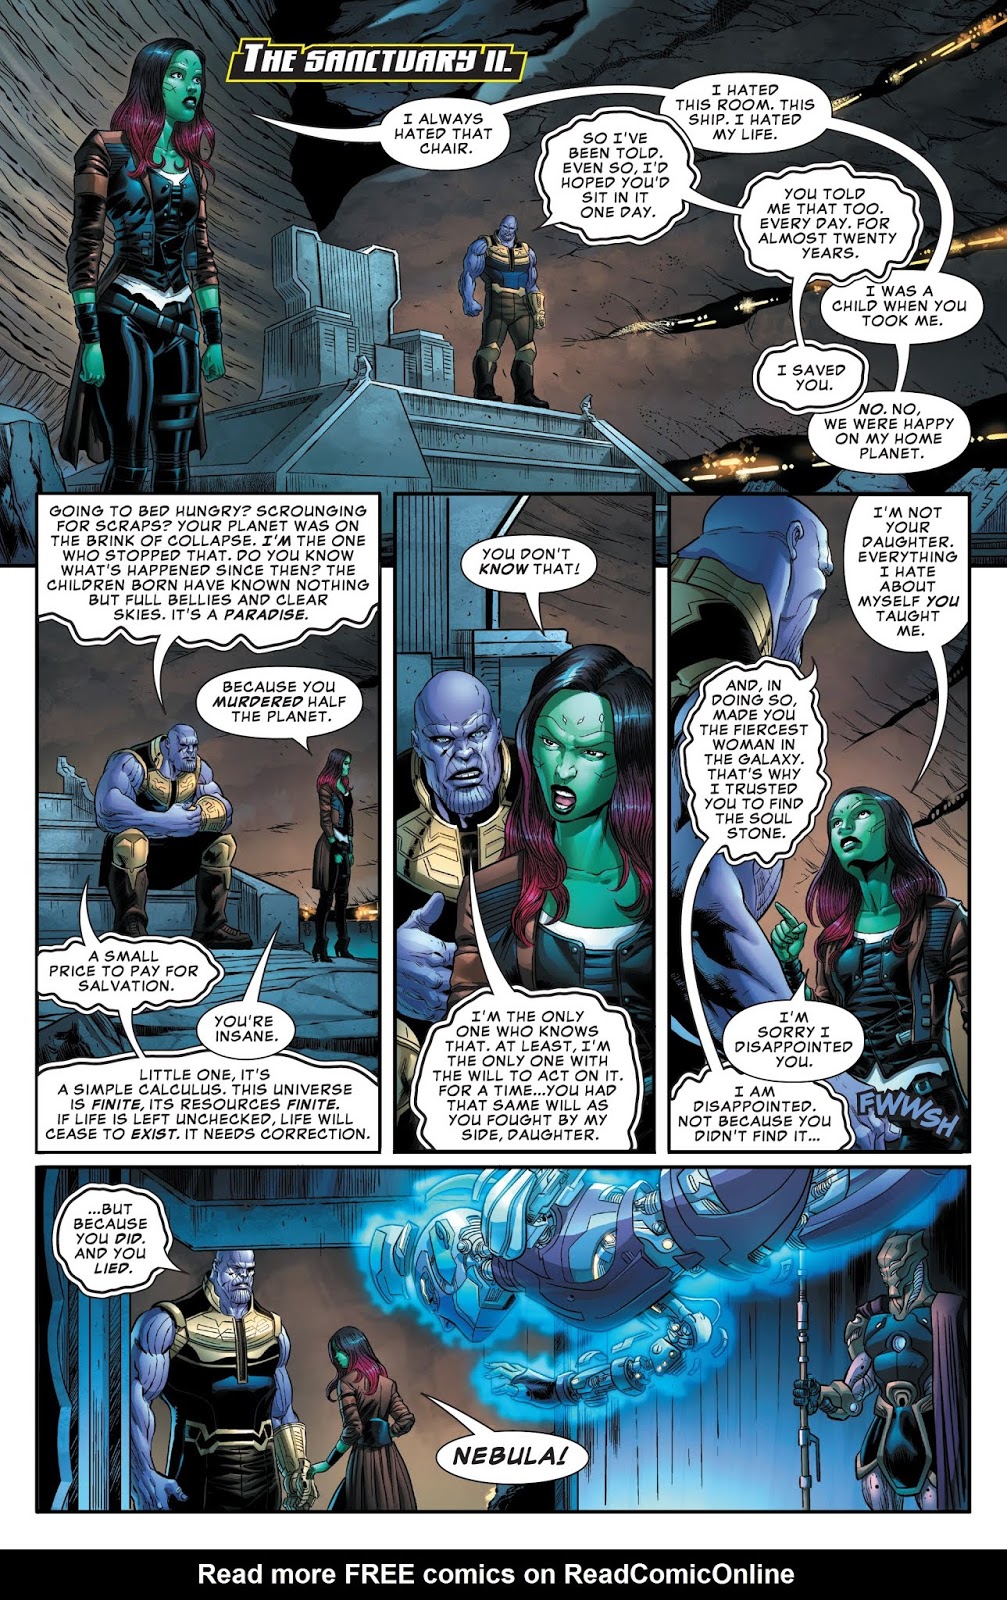 THE SANCTUARY II.
I ALWAYS
HATED THAT
CHAIR.
SO I'VE
BEEN TOLD.
EVEN SO, I'D
HOPED YOU'D
SIT IN IT
ONE DAY.
I HATED
THIS ROOM. THIS
SHIP. I HATED
MY LIFE.
YOU TOLD
ME THAT TOO.
EVERY DAY. FOR
ALMOST TWENTY
YEARS.
I WAS A
CHILD WHEN YOU
TOOK ME.
I SAVED
YOU.
NO. NO,
WE WERE HAPPY
ON MY HOME
PLANET.
GOING TO BED HUNGRY? SCROUNGING
FOR SCRAPS? YOUR PLANET WAS ON
THE BRINK OF COLLAPSE. I'M THE ONE
WHO STOPPED THAT. DO YOU KNOW
WHAT'S HAPPENED SINCE THEN? THE
CHILDREN BORN HAVE KNOWN NOTHING
BUT FULL BELLIES AND CLEAR
SKIES. IT'S A PARADISE.
BECAUSE YOU
MURDERED HALF
THE PLANET.
A SMALL
PRICE TO PAY FOR
SALVATION.
YOU'RE
INSANE.
LITTLE ONE, IT'S
A SIMPLE CALCULUS. THIS UNIVERSE
IS FINITE, ITS RESOURCES FINITE.
IF LIFE IS LEFT UNCHECKED, LIFE WILL
CEASE TO EXIST. IT NEEDS CORRECTION.
YOU DON'T
KNOW THAT!
I'M THE ONLY
ONE WHO KNOWS
THAT. AT LEAST, I'M
THE ONLY ONE WITH
THE WILL TO ACT ON IT.
FOR A TIME...YOU HAD
THAT SAME WILL AS
YOU FOUGHT BY MY
SIDE, DAUGHTER.
I'M NOT
YOUR
DAUGHTER.
EVERYTHING
I HATE
ABOUT
MYSELF YOU
TAUGHT
ME.
AND, IN
DOING SO,
MADE YOU
THE FIERCEST
WOMAN IN
THE GALAXY.
THAT'S WHY
I TRUSTED
YOU TO FIND
THE SOUL
STONE.
I'M
SORRY I
DISAPPOINTED
YOU.
I AM
DISAPPOINTED.
NOT BECAUSE YOU
DIDN'T FIND IT...
FWWSH
...BUT
BECAUSE
YOU DID.
AND YOU
LIED.
NEBULA!
Read more FREE comics on ReadComicOnline